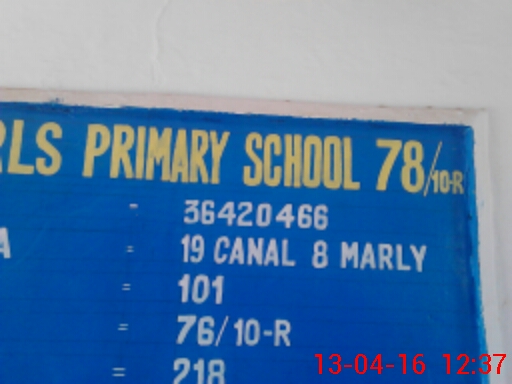 RLS PRIMARY SCHOOL 78/10-R
= 36420466
A = 19 CANAL 8 MARLY
= 101
= 76/10-R
= 218
13-04-16 12:37